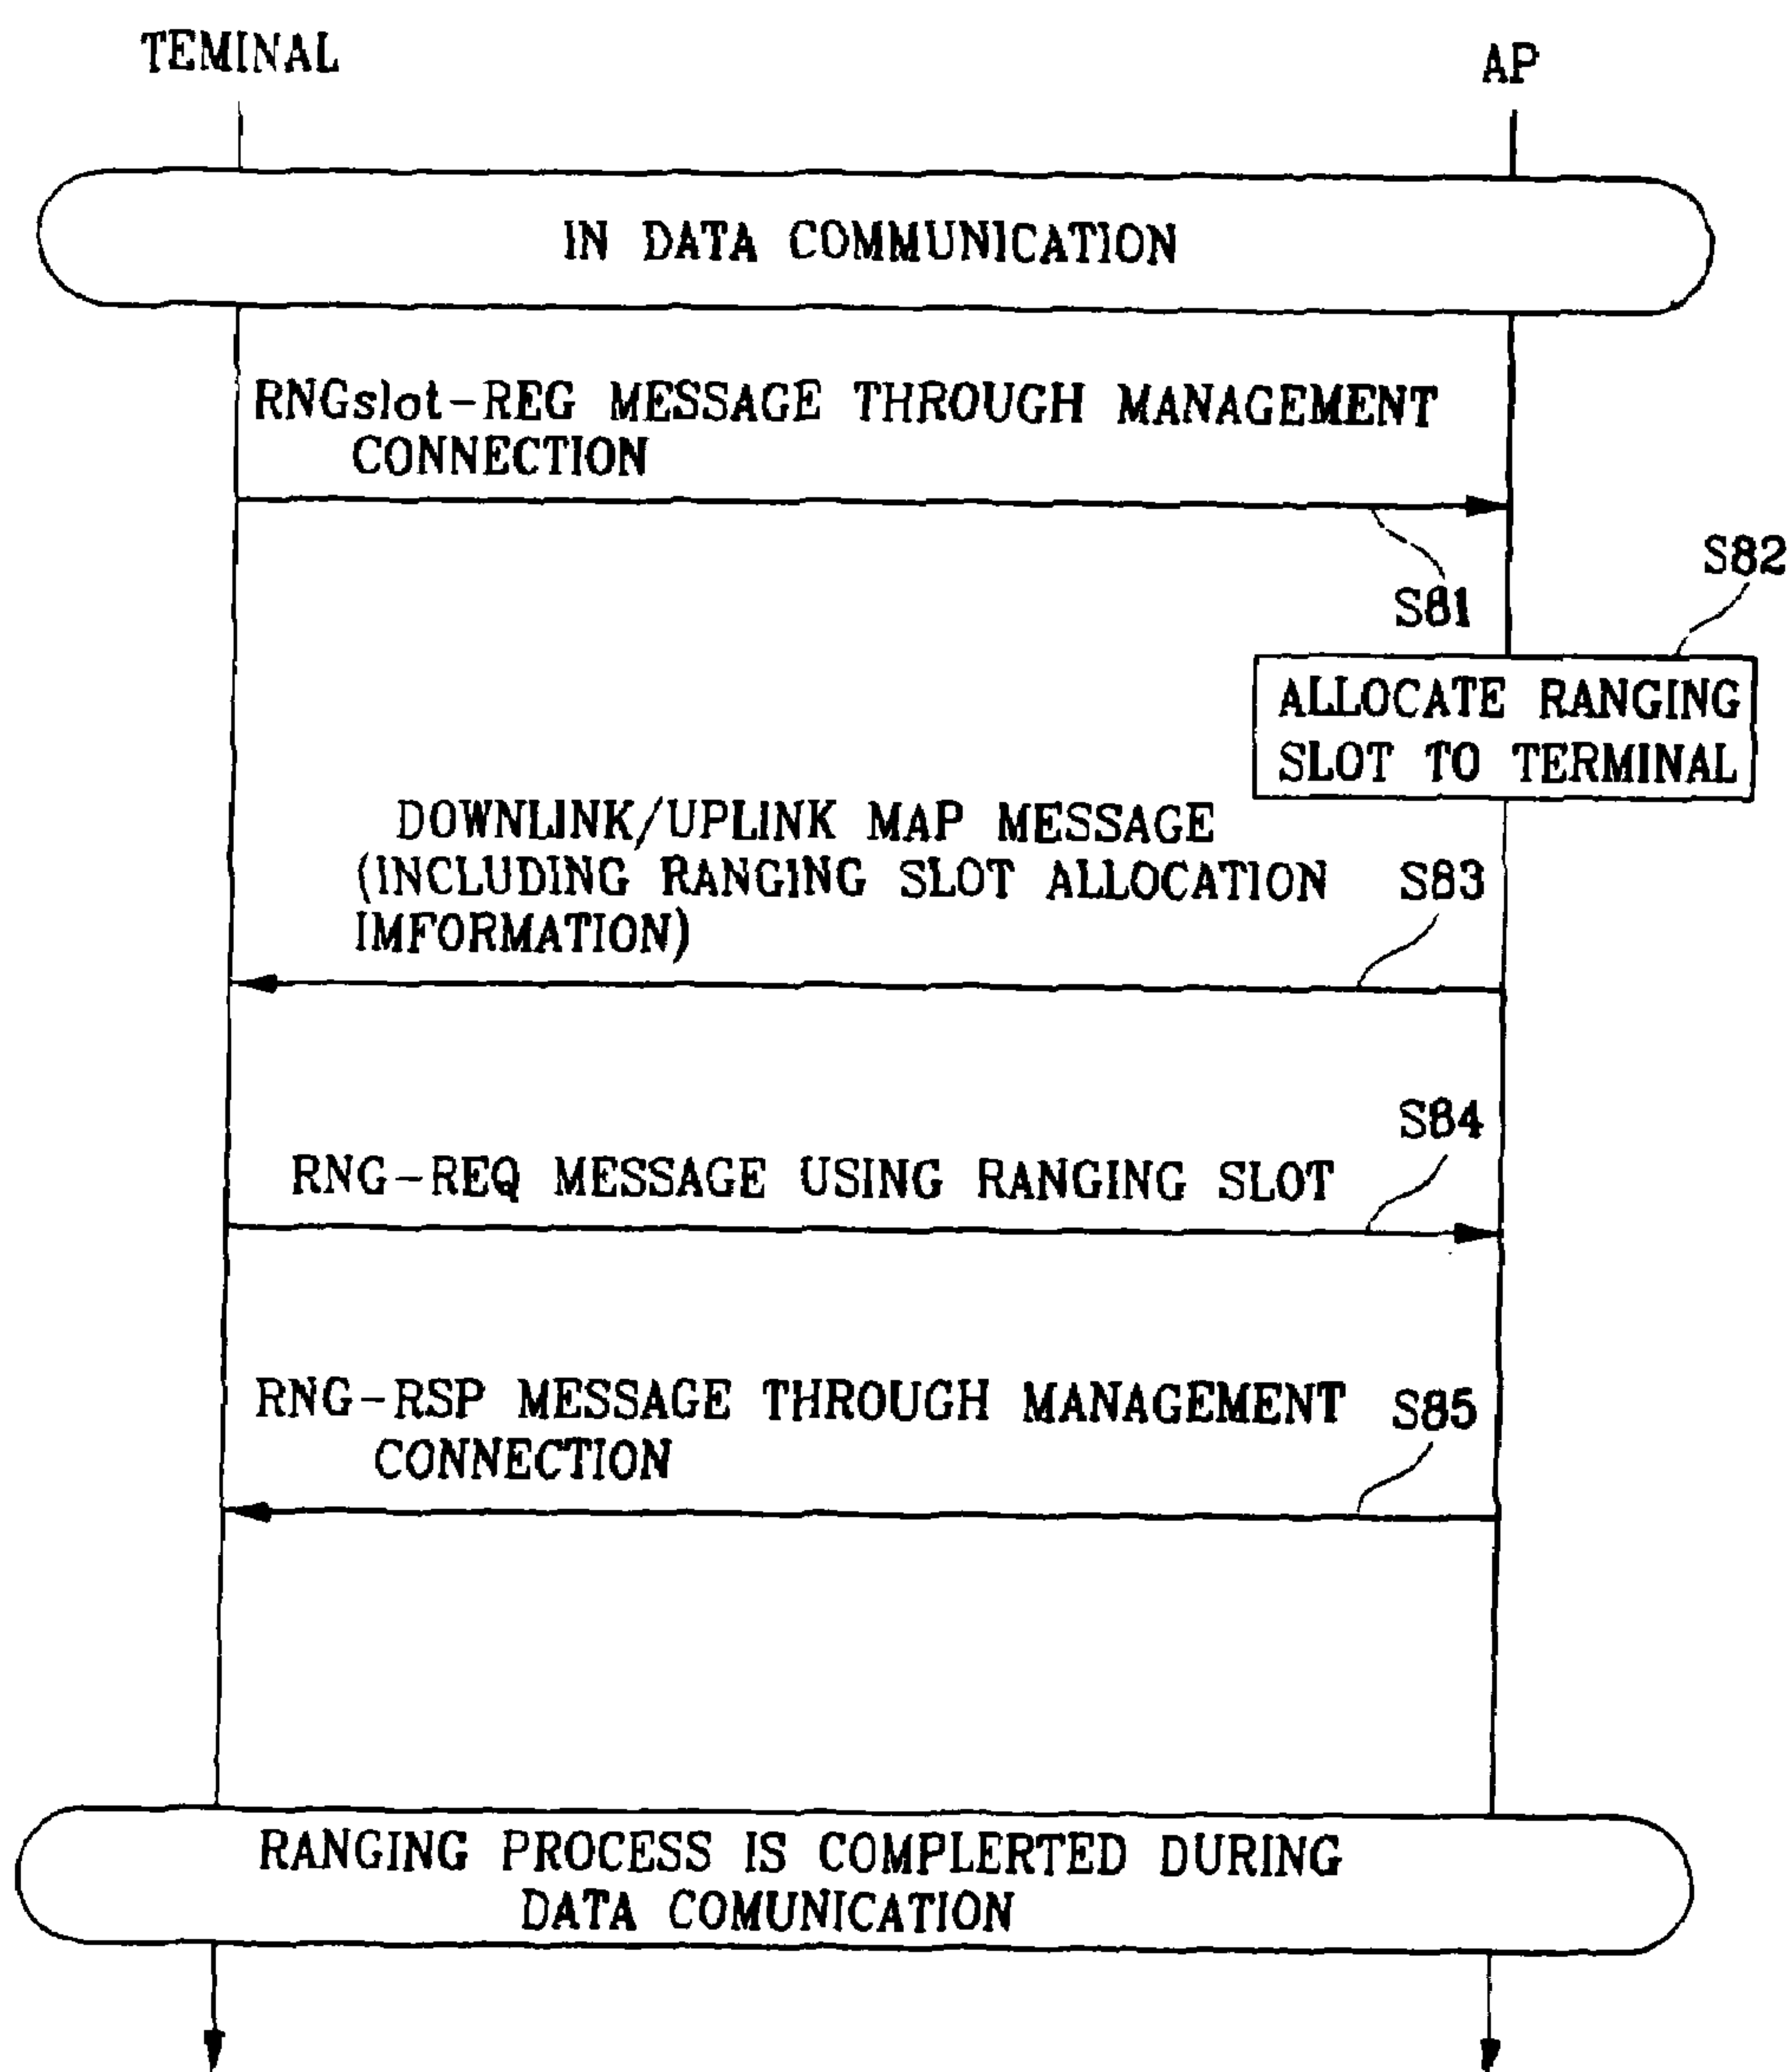 TEMINAL
AP
IN DATA COMMUNICATION
RNGslot-REG MESSAGE THROUGH MANAGEMENT
CONNECTION
S81
S82
ALLOCATE RANGING
SLOT TO TERMINAL
DOWNLINK/UPLINK MAP MESSAGE
(INCLUDING RANGING SLOT ALLOCATION
IMFORMATION)
S83
S84
RNG-REQ MESSAGE USING RANGING SLOT
RNG-RSP MESSAGE THROUGH MANAGEMENT
CONNECTION
S85
RANGING PROCESS IS COMPLERTED DURING
DATA COMUNICATION